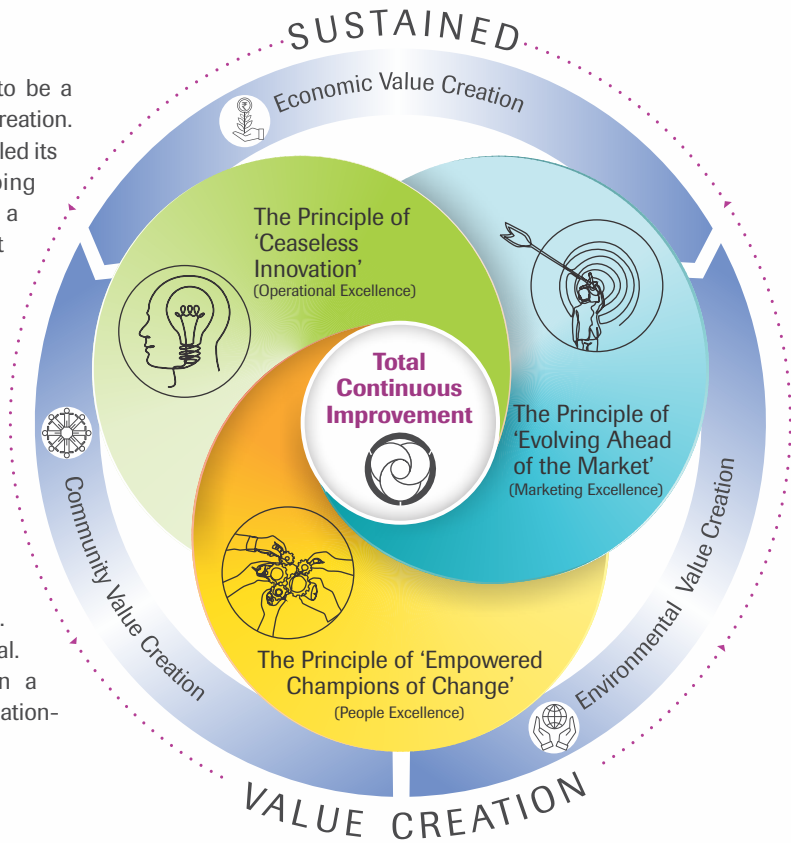 SUSTAINED
to be a
reation.
led its
ping
a
t
Economic Value Creation
The Principle of
‘Ceaseless
Innovation’
(Operational Excellence)
Total
Continuous
Improvement
The Principle of
‘Evolving Ahead
of the Market’
(Marketing Excellence)
Community Value Creation
Environmental Value Creation
.
al.
n a
ation-
The Principle of ‘Empowered
Champions of Change’
(People Excellence)
VALUE CREATION